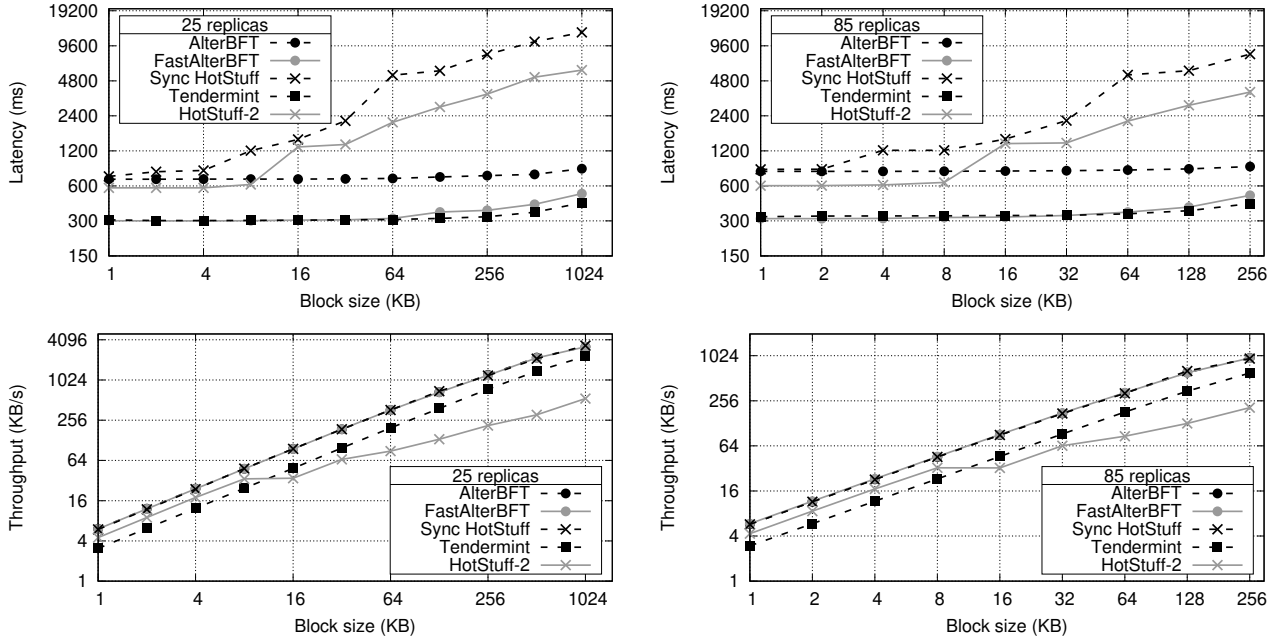 19200
9600
4800
2400
1200
600
300
150
Latency (ms)
25 replicas
AlterBFT
FastAlterBFT
Sync HotStuff
Tendermint
HotStuff-2
1 4 16 64 256 1024
Block size (KB)
19200
9600
4800
2400
1200
600
300
150
Latency (ms)
85 replicas
AlterBFT
FastAlterBFT
Sync HotStuff
Tendermint
HotStuff-2
1 2 4 8 16 32 64 128 256
Block size (KB)
4096
1024
256
64
16
4
1
Throughput (KB/s)
25 replicas
AlterBFT
FastAlterBFT
Sync HotStuff
Tendermint
HotStuff-2
1 4 16 64 256 1024
Block size (KB)
1024
256
64
16
4
1
Throughput (KB/s)
85 replicas
AlterBFT
FastAlterBFT
Sync HotStuff
Tendermint
HotStuff-2
1 2 4 8 16 32 64 128 256
Block size (KB)